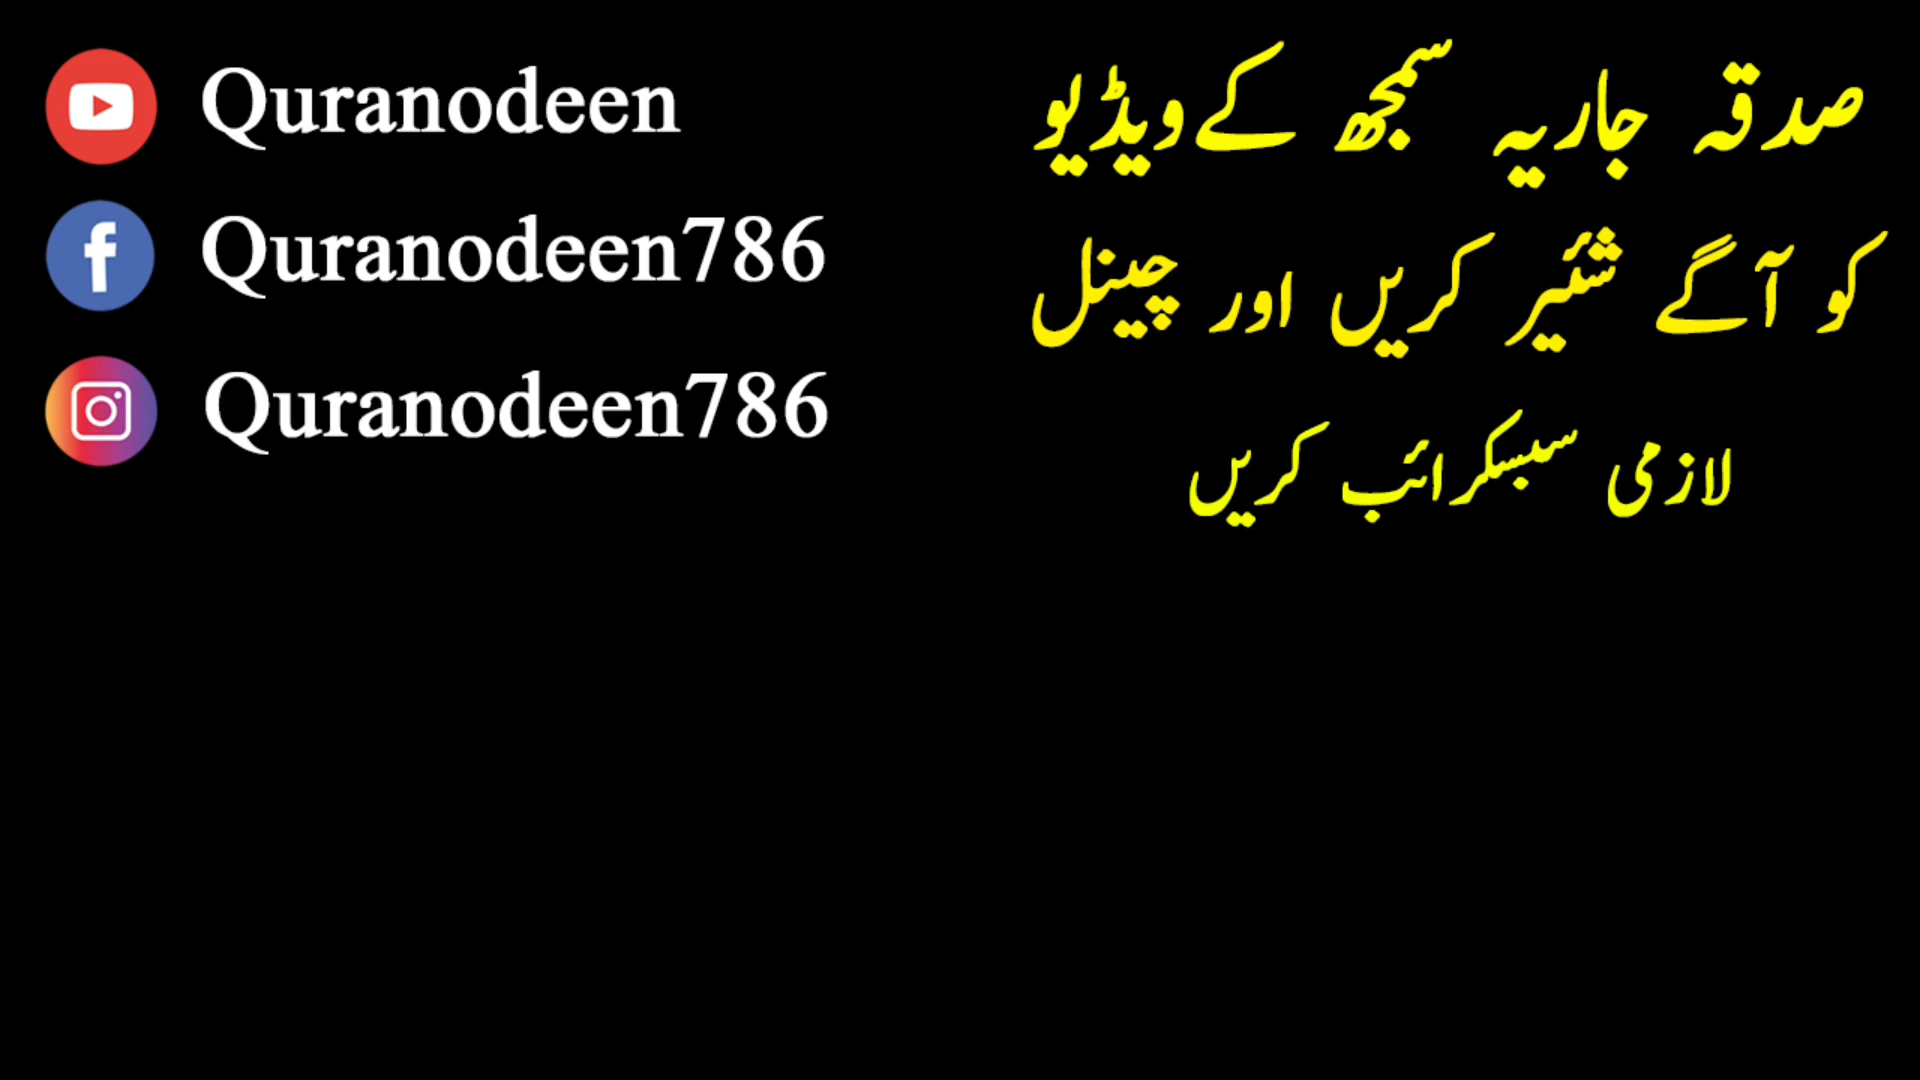 Quranodeen
Quranodeen786
Quranodeen786
صدقہ جاریہ سمجھ کے ویڈیو
کو آگے شئیر کریں اور چینل
لازمی سبسکرائب کریں